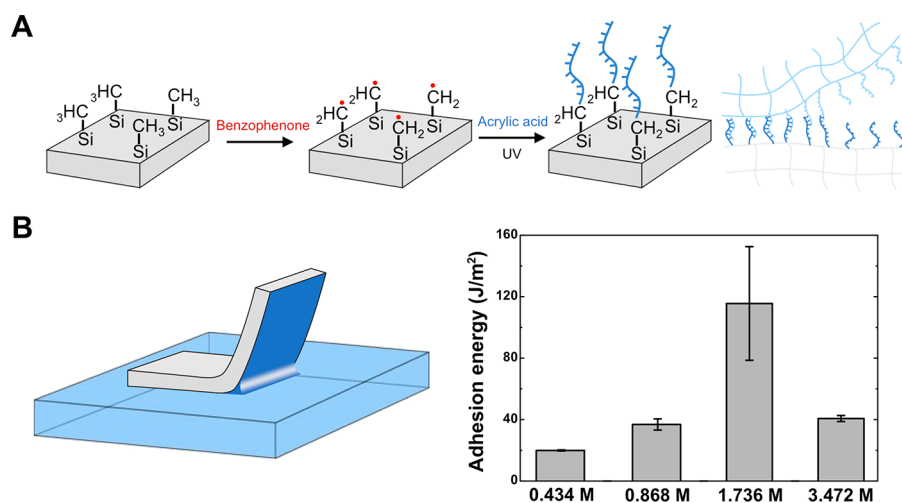 A
₃HC
₃HC
CH₃
CH₃
Si
Si
Si
Si
Benzophenone
₂HC
₂HC
CH₂
CH₂
Si
Si
Si
Si
Acrylic acid
UV
₂HC
₂HC
CH₂
CH₂
Si
Si
Si
Si
B
Adhesion energy (J/m²)
160
120
80
40
0
0.434 M 0.868 M 1.736 M 3.472 M